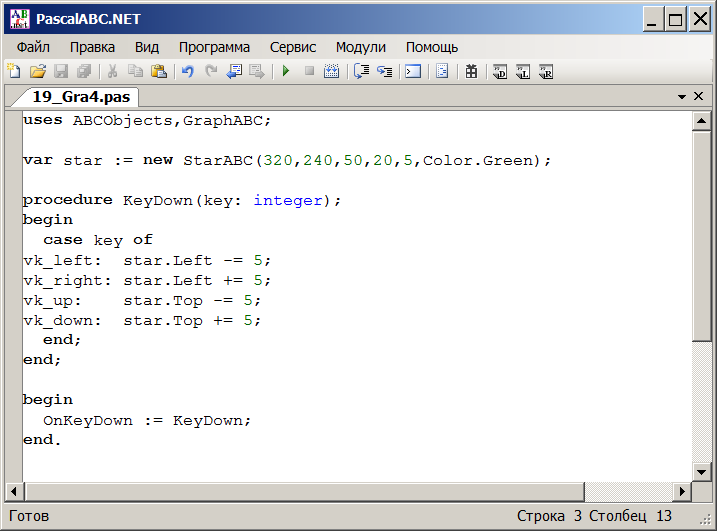 PascalABC.NET
Файл Правка Вид Программа Сервис Модули Помощь
19_Gra4.pas
uses ABCObjects,GraphABC;
var star := new StarABC(320,240,50,20,5,Color.Green);
procedure KeyDown(key: integer);
begin
  case key of
vk_left:  star.Left -= 5;
vk_right: star.Left += 5;
vk_up:    star.Top -= 5;
vk_down:  star.Top += 5;
  end;
end;
begin
  OnKeyDown := KeyDown;
end.
Готов Строка 3 Столбец 13